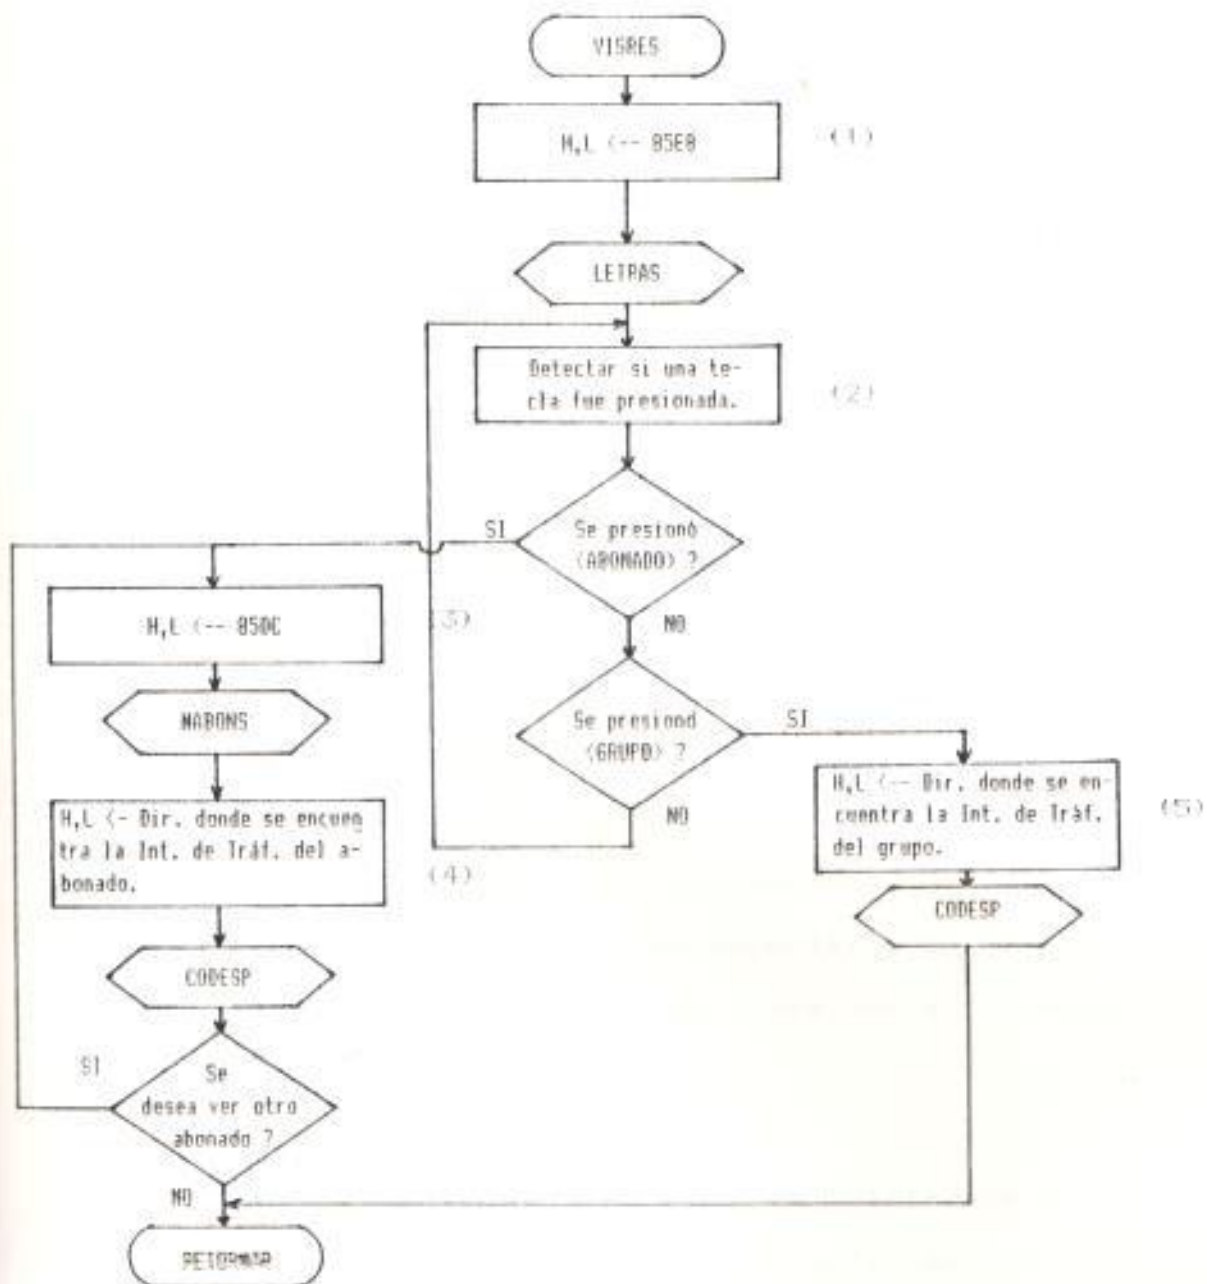 VISRES
H,L <-- 85E8
(1)
LETRAS
Detectar si una te-
cla fue presionada.
(2)
Se presionó
(ABONADO) ?
SI
NO
H,L <-- 85DC
(3)
NABONS
Se presionó
(GRUPO) ?
SI
NO
H,L <- Dir. donde se encuen
tra la Int. de Tráf. del a-
bonado.
(4)
H,L <-- Dir. donde se en-
cuentra la Int. de Tráf.
del grupo.
(5)
CODESP
CODESP
Se
desea ver otro
abonado ?
SI
NO
RETORNAR